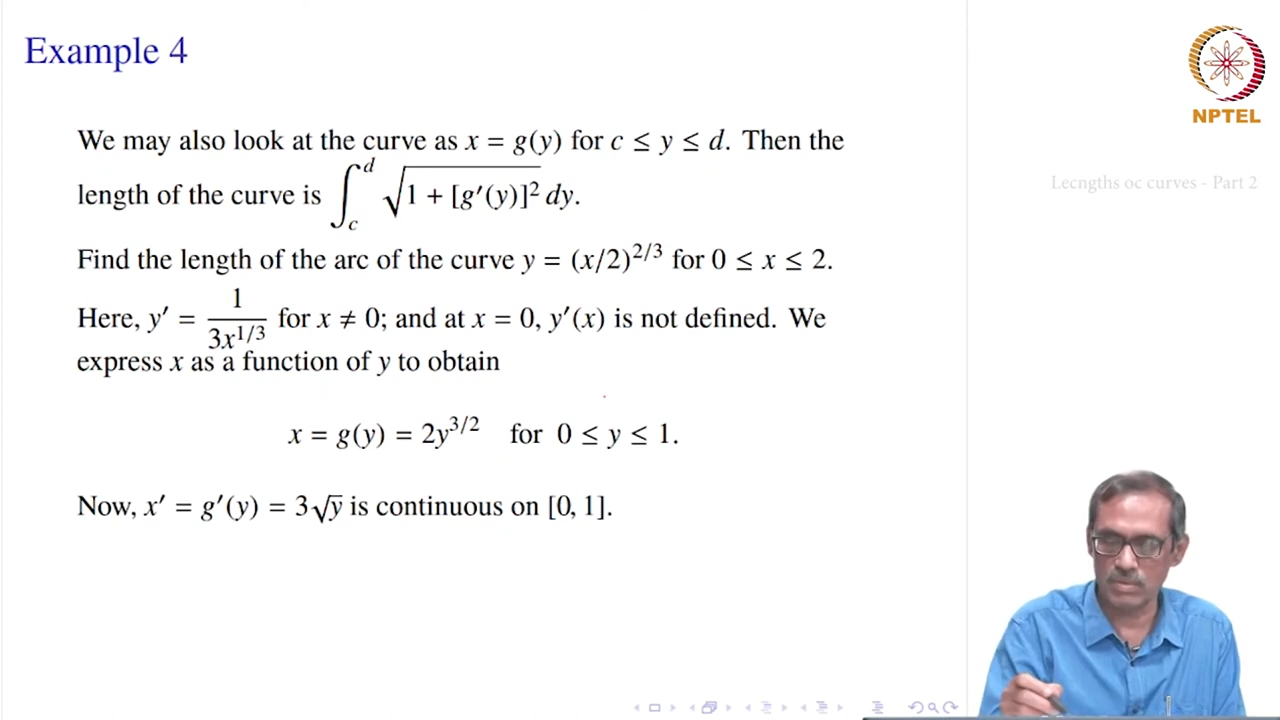 Example 4
NPTEL
We may also look at the curve as x = g(y) for c ≤ y ≤ d. Then the
length of the curve is ∫_c^d √(1 + [g′(y)]²) dy.
Lecngths oc curves - Part 2
Find the length of the arc of the curve y = (x/2)^{2/3} for 0 ≤ x ≤ 2.
Here, y′ = 1/(3x^{1/3}) for x ≠ 0; and at x = 0, y′(x) is not defined. We
express x as a function of y to obtain
x = g(y) = 2y^{3/2} for 0 ≤ y ≤ 1.
Now, x′ = g′(y) = 3√y is continuous on [0, 1].